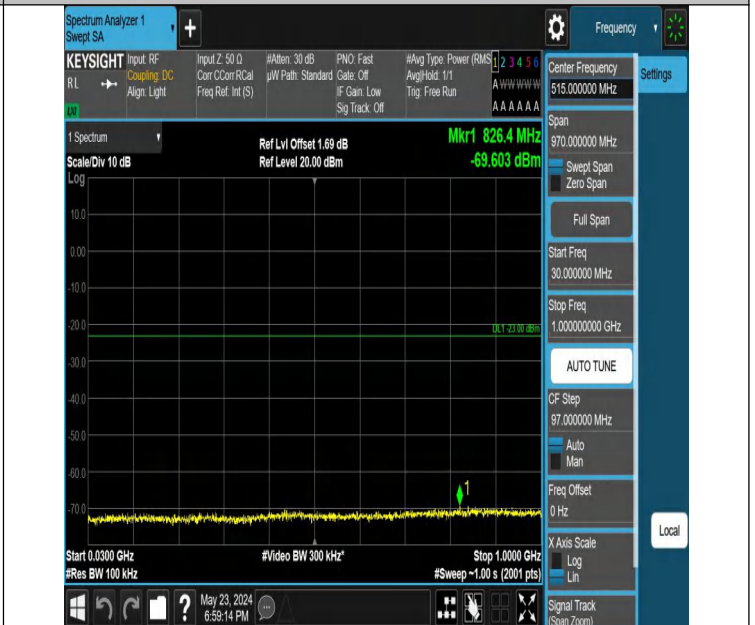 Spectrum Analyzer 1
Swept SA
+
Frequency
KEYSIGHT
RL
LXI
Input: RF
Coupling: DC
Align: Light
Input Z: 50 Ω
Corr CCorr RCal
Freq Ref: Int (S)
#Atten: 30 dB
µW Path: Standard
PNO: Fast
Gate: Off
IF Gain: Low
Sig Track: Off
#Avg Type: Power (RMS
Avg|Hold: 1/1
Trig: Free Run
1 2 3 4 5 6
A W W W W W
A A A A A A
1 Spectrum
Scale/Div 10 dB
Log
Ref Lvl Offset 1.69 dB
Ref Level 20.00 dBm
Mkr1 826.4 MHz
-69.603 dBm
10.0
0.00
-10.0
-20.0
-30.0
-40.0
-50.0
-60.0
-70.0
DL1 -23.00 dBm
1
Start 0.0300 GHz
#Res BW 100 kHz
#Video BW 300 kHz*
Stop 1.0000 GHz
#Sweep ~1.00 s (2001 pts)
?
May 23, 2024
6:59:14 PM
Center Frequency
515.000000 MHz
Span
970.000000 MHz
Swept Span
Zero Span
Full Span
Start Freq
30.000000 MHz
Stop Freq
1.000000000 GHz
AUTO TUNE
CF Step
97.000000 MHz
Auto
Man
Freq Offset
0 Hz
X Axis Scale
Log
Lin
Signal Track
(Span Zoom)
Settings
Local